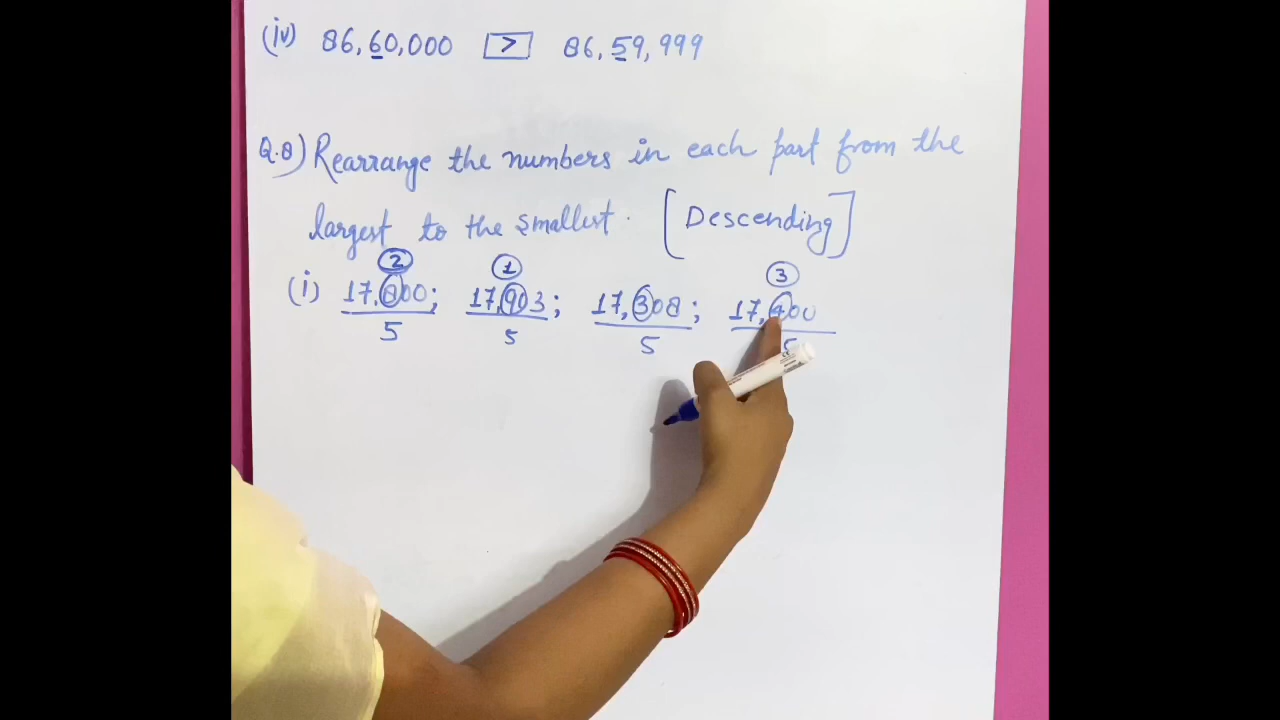 (iv) 86,60,000 > 86,59,999
Q.8) Rearrange the numbers in each part from the
largest to the smallest. [Descending]
2 1 3
(i) 17,800; 17,903; 17,308; 17,400
5 5 5 5